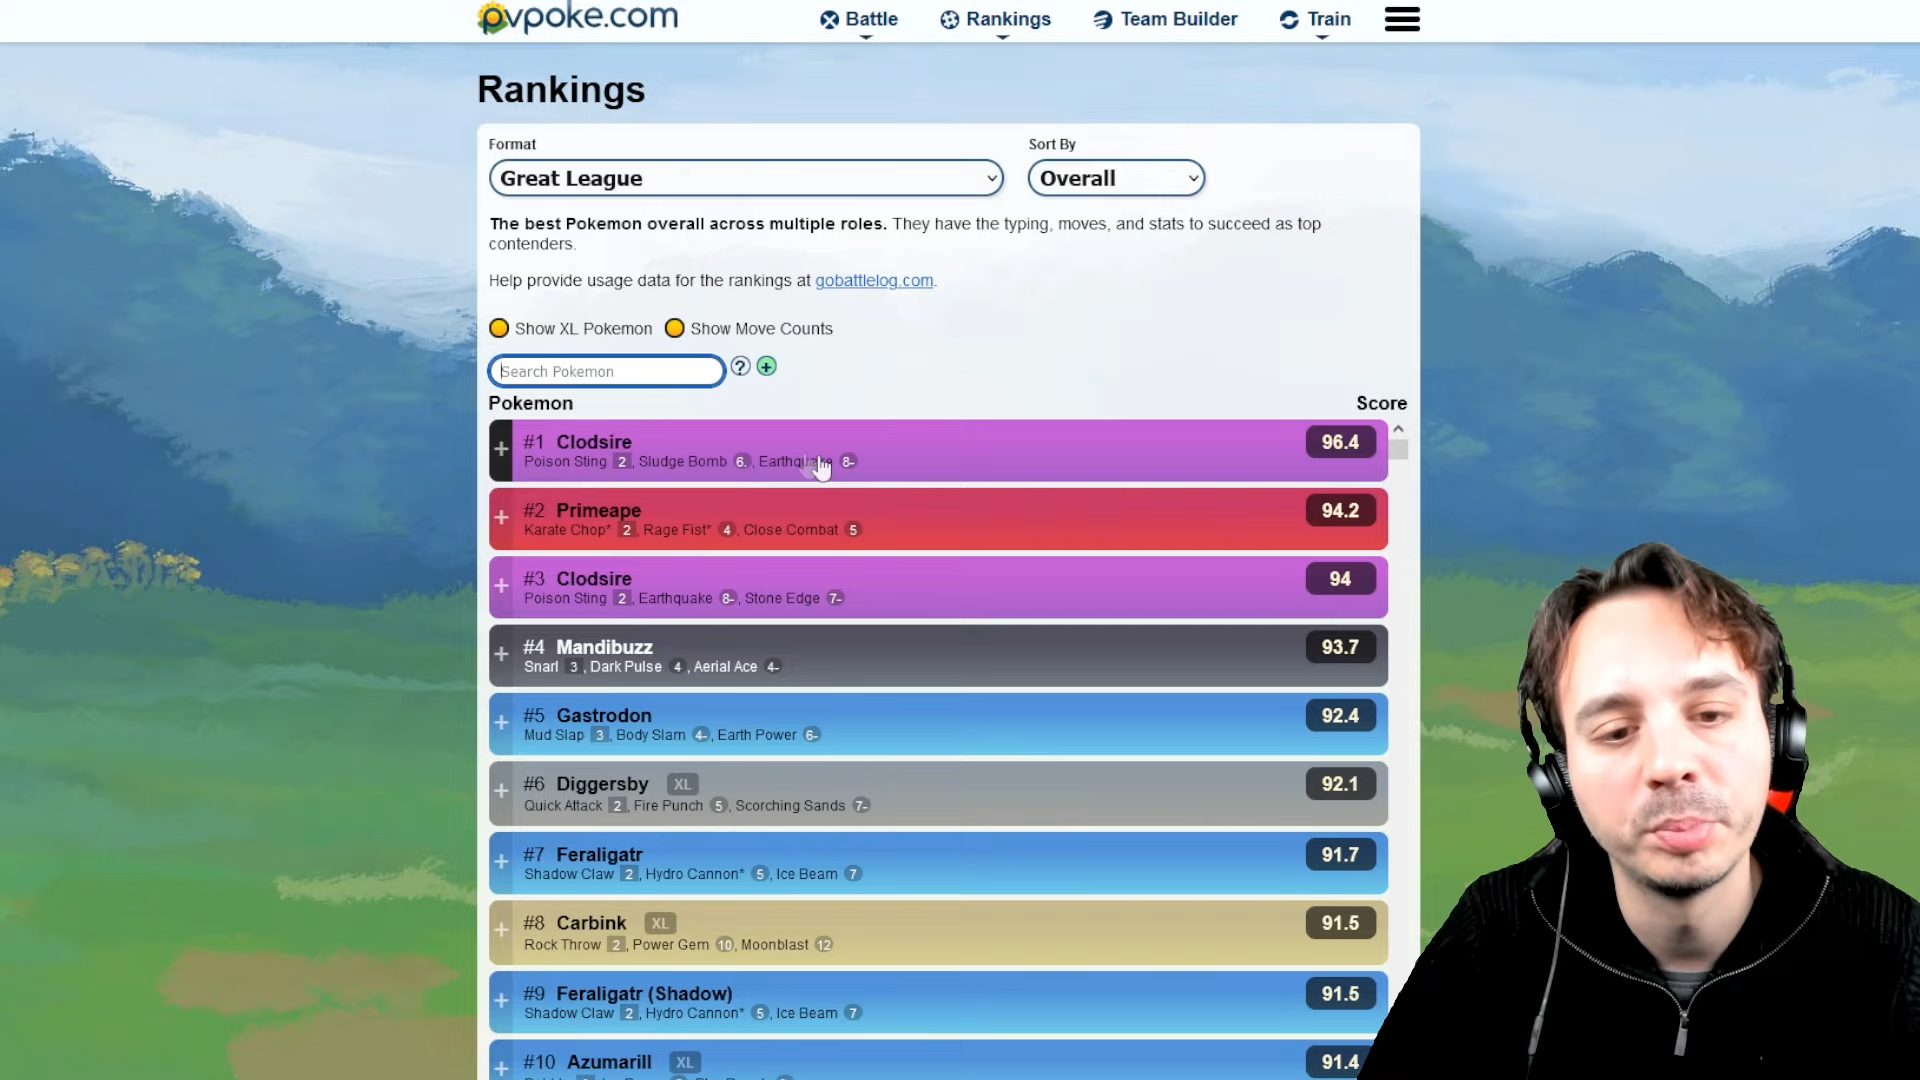 pvpoke.com
Battle
Rankings
Team Builder
Train
Rankings
Format
Sort By
Great League
Overall
The best Pokemon overall across multiple roles. They have the typing, moves, and stats to succeed as top
contenders.
Help provide usage data for the rankings at gobattlelog.com.
Show XL Pokemon
Show Move Counts
Search Pokemon
? +
Pokemon
Score
+ #1 Clodsire 96.4
Poison Sting 2, Sludge Bomb 6., Earthquake 8-
+ #2 Primeape 94.2
Karate Chop* 2, Rage Fist* 4, Close Combat 5
+ #3 Clodsire 94
Poison Sting 2, Earthquake 8-, Stone Edge 7-
+ #4 Mandibuzz 93.7
Snarl 3, Dark Pulse 4, Aerial Ace 4-
+ #5 Gastrodon 92.4
Mud Slap 3, Body Slam 4-, Earth Power 6-
+ #6 Diggersby XL 92.1
Quick Attack 2, Fire Punch 5, Scorching Sands 7-
+ #7 Feraligatr 91.7
Shadow Claw 2, Hydro Cannon* 5, Ice Beam 7
+ #8 Carbink XL 91.5
Rock Throw 2, Power Gem 10, Moonblast 12
+ #9 Feraligatr (Shadow) 91.5
Shadow Claw 2, Hydro Cannon* 5, Ice Beam 7
+ #10 Azumarill XL 91.4